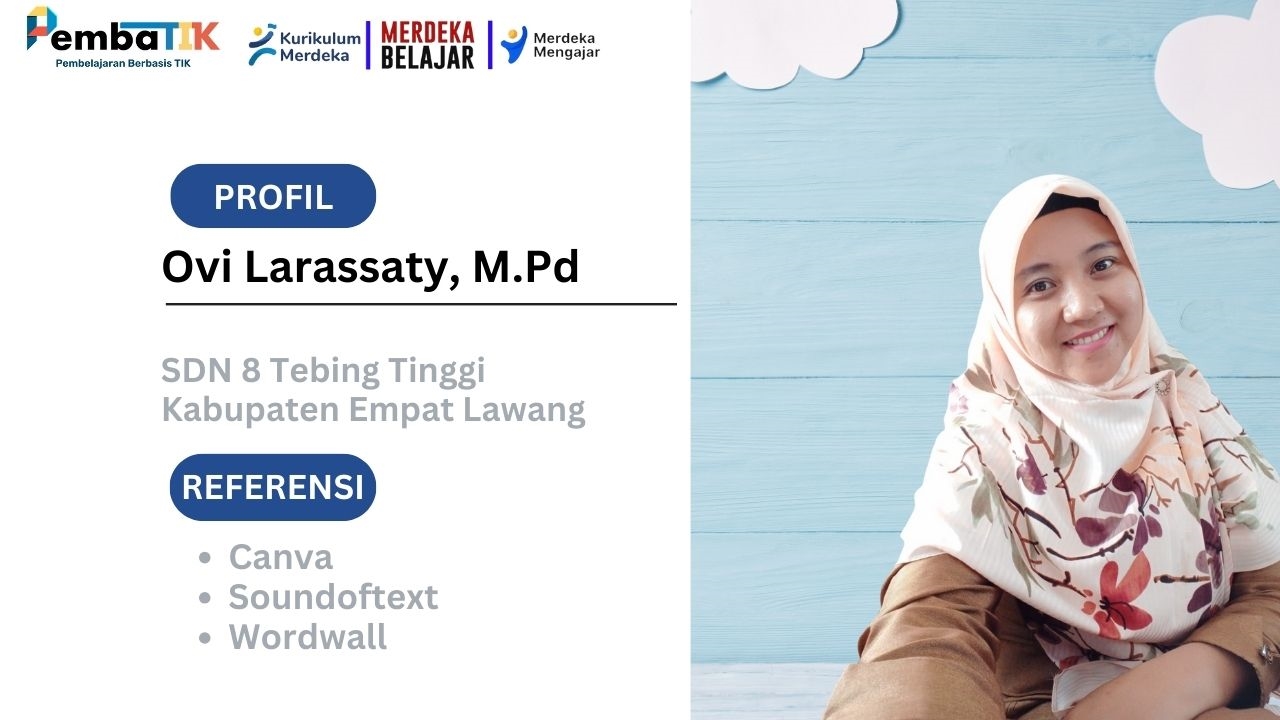 PembaTIK
Pembelajaran Berbasis TIK
Kurikulum
Merdeka
MERDEKA
BELAJAR
Merdeka
Mengajar
PROFIL
Ovi Larassaty, M.Pd
SDN 8 Tebing Tinggi
Kabupaten Empat Lawang
REFERENSI
• Canva
• Soundoftext
• Wordwall